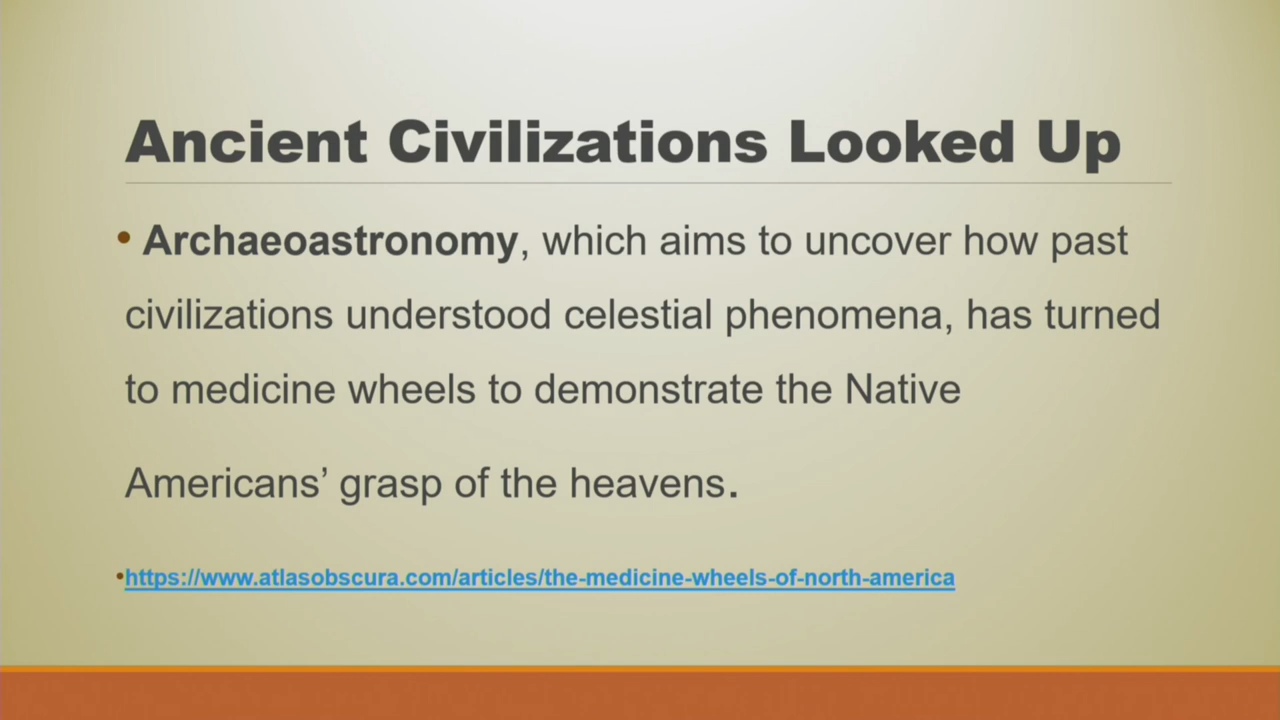 Ancient Civilizations Looked Up
• Archaeoastronomy, which aims to uncover how past
civilizations understood celestial phenomena, has turned
to medicine wheels to demonstrate the Native
Americans’ grasp of the heavens.
•https://www.atlasobscura.com/articles/the-medicine-wheels-of-north-america